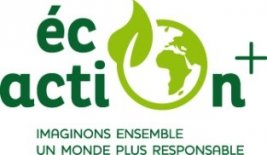 éco
action+
IMAGINONS ENSEMBLE
UN MONDE PLUS RESPONSABLE